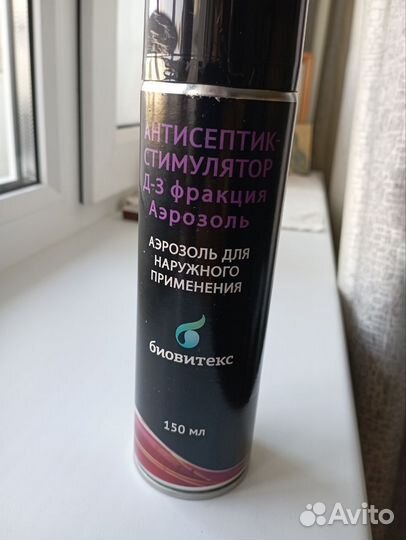 АНТИСЕПТИК-
СТИМУЛЯТОР
Д-3 фракция
Аэрозоль
АЭРОЗОЛЬ ДЛЯ
НАРУЖНОГО
ПРИМЕНЕНИЯ
биовитекс
150 мл
Avito